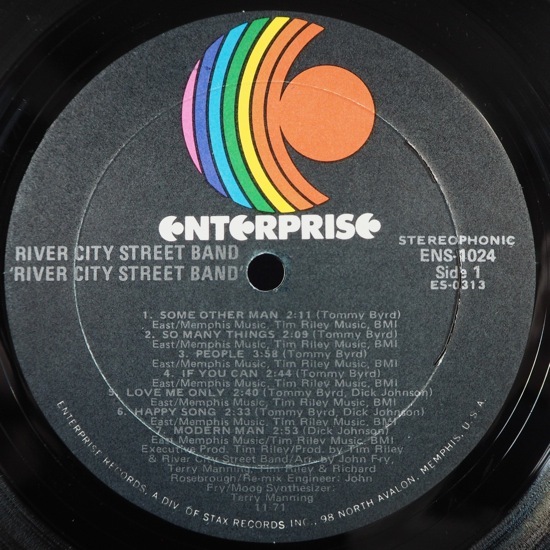 ENTERPRISE
RIVER CITY STREET BAND
'RIVER CITY STREET BAND'
STEREOPHONIC
ENS-1024
Side 1
ES-0313
1. SOME OTHER MAN 2:11 (Tommy Byrd)
East/Memphis Music, Tim Riley Music, BMI
2. SO MANY THINGS 2:09 (Tommy Byrd)
East/Memphis Music, Tim Riley Music, BMI
3. PEOPLE 3:58 (Tommy Byrd)
4. IF YOU CAN 2:44 (Tommy Byrd)
East/Memphis Music, Tim Riley Music, BMI
5. LOVE ME ONLY 2:40 (Tommy Byrd, Dick Johnson)
East/Memphis Music, Tim Riley Music, BMI
6. HAPPY SONG 2:33 (Tommy Byrd, Dick Johnson)
East/Memphis Music/Tim Riley Music, BMI
7. MODERN MAN 2:53 (Dick Johnson)
East/Memphis Music/Tim Riley Music, BMI
Executive Prod. Tim Riley/Prod. by Tim Riley
& River City Street Band/Arr. by John Fry,
Terry Manning, Tim Riley & Richard
Rosebrough/Re-mix Engineer: John
Fry/Moog Synthesizer:
Terry Manning
11-71
ENTERPRISE RECORDS, A DIV. OF STAX RECORDS INC., 98 NORTH AVALON, MEMPHIS, U.S.A.